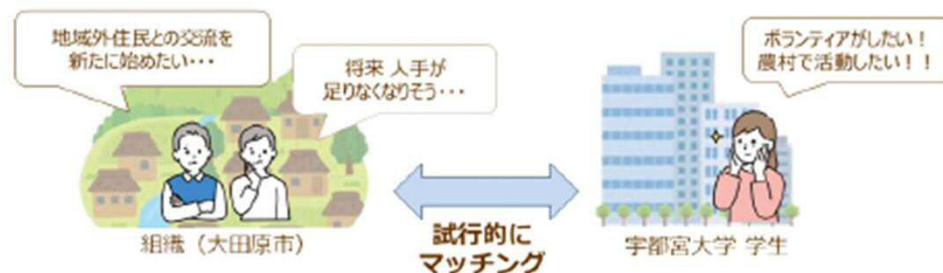 地域外住民との交流を
新たに始めたい・・・
将来 人手が
足りなくなりそう・・・
ボランティアがしたい！
農村で活動したい！！
試行的に
マッチング
組織（大田原市）
宇都宮大学 学生